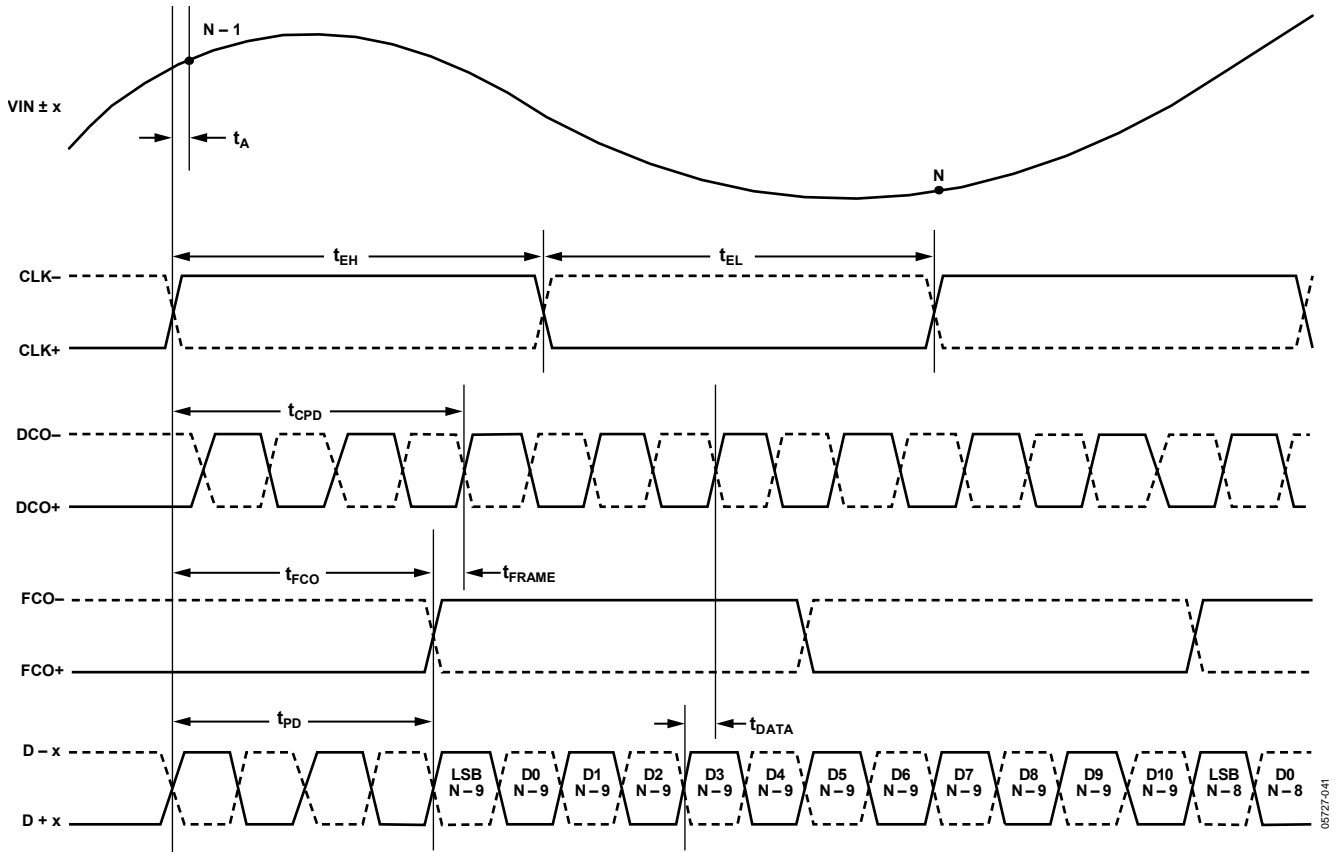 N – 1
VIN ± x
tA
N
tEH
tEL
CLK–
CLK+
tCPD
DCO–
DCO+
tFCO
tFRAME
FCO–
FCO+
tPD
tDATA
D – x
LSB
N – 9
D0
N – 9
D1
N – 9
D2
N – 9
D3
N – 9
D4
N – 9
D5
N – 9
D6
N – 9
D7
N – 9
D8
N – 9
D9
N – 9
D10
N – 9
LSB
N – 8
D0
N – 8
D + x
05727-041